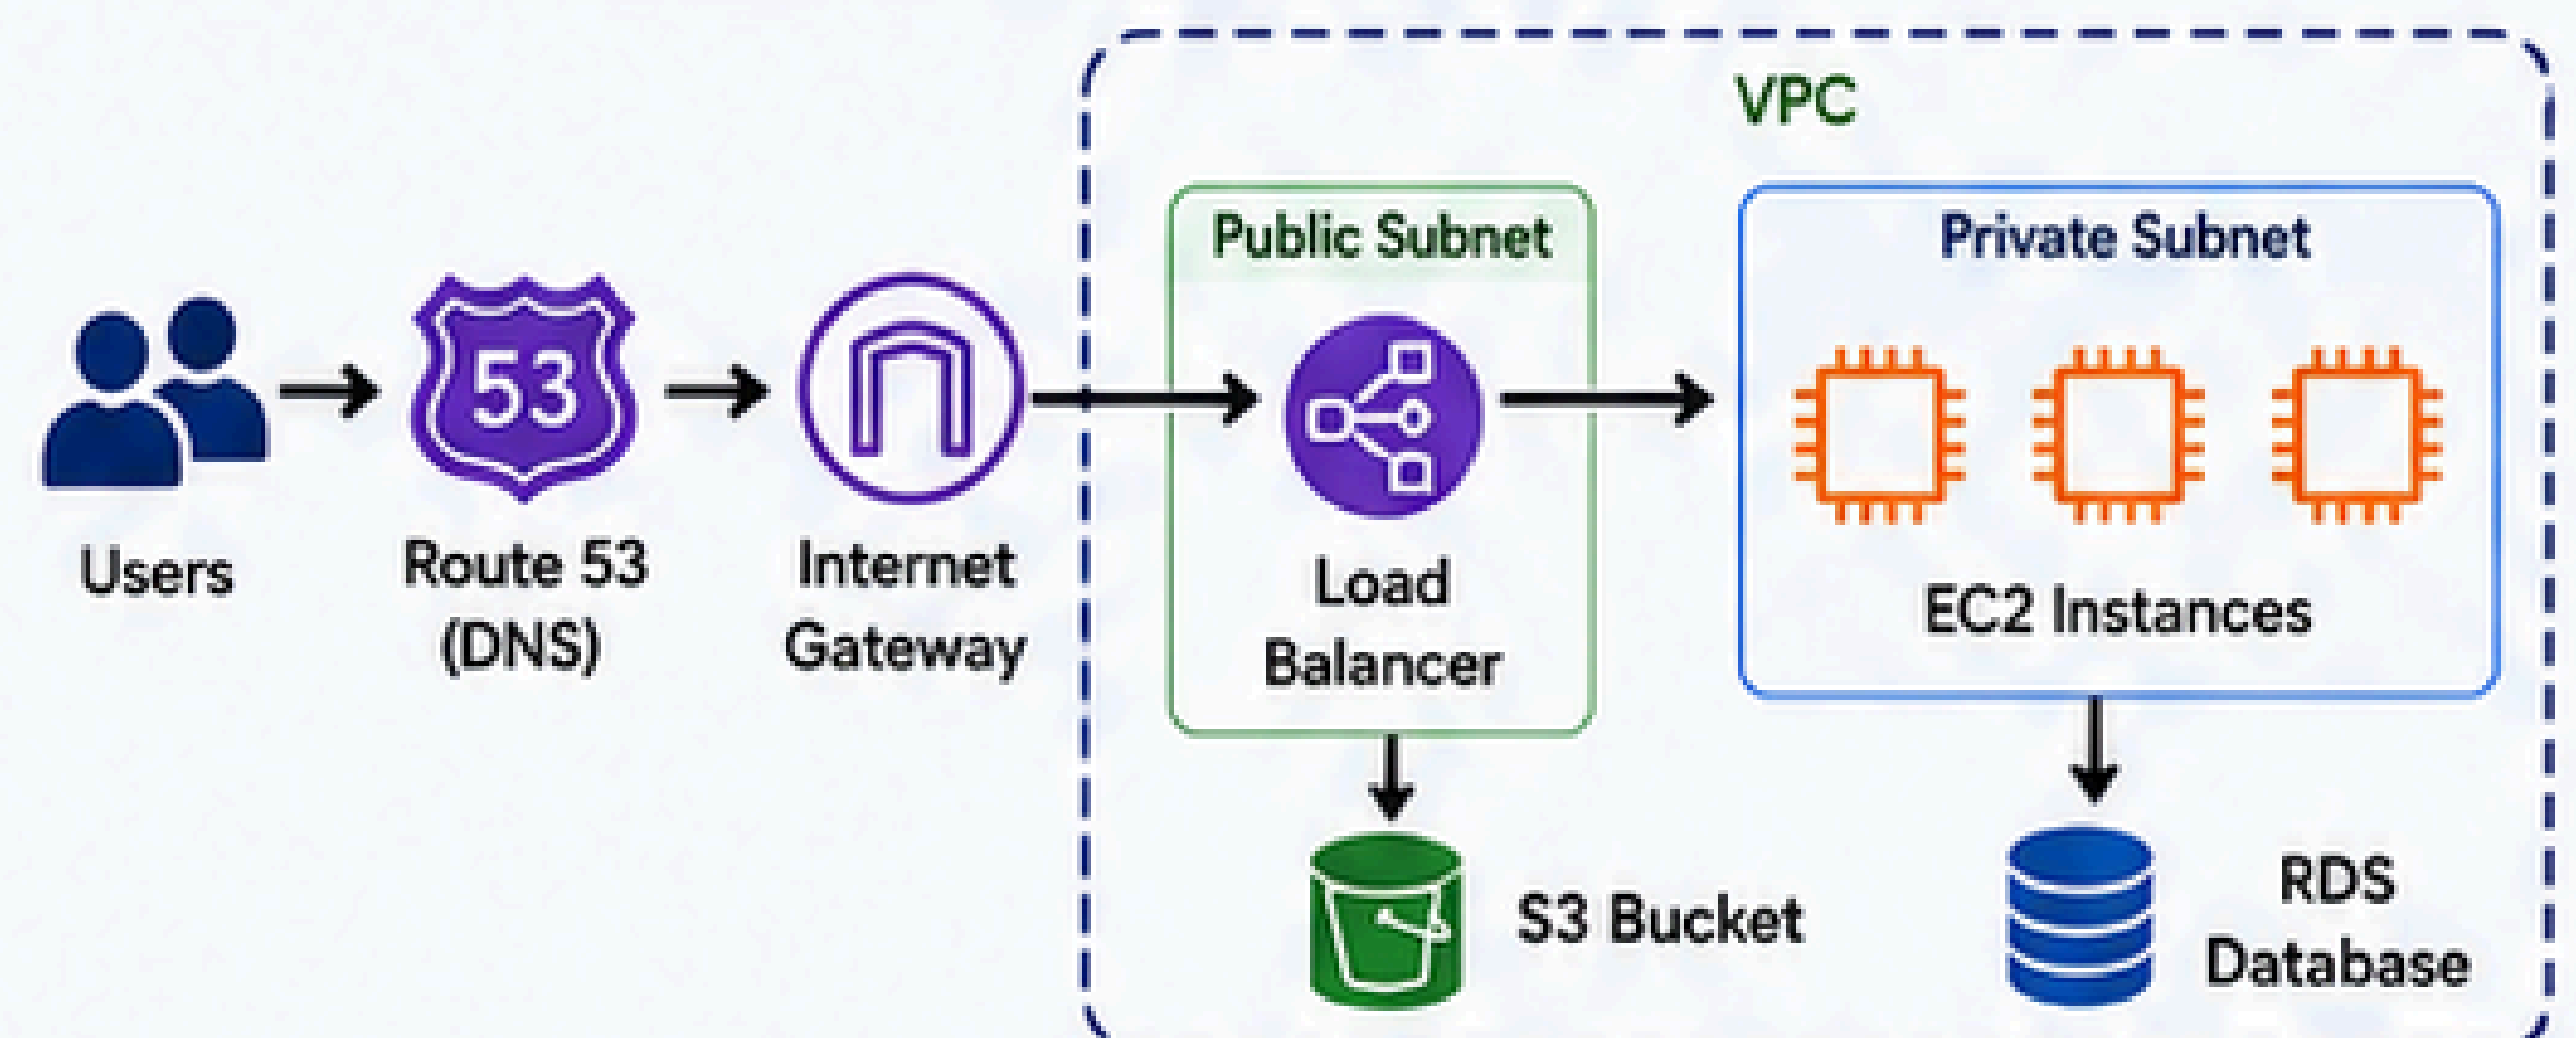 VPC
Public Subnet
Private Subnet
53
Users
Route 53
(DNS)
Internet
Gateway
Load
Balancer
EC2 Instances
S3 Bucket
RDS
Database